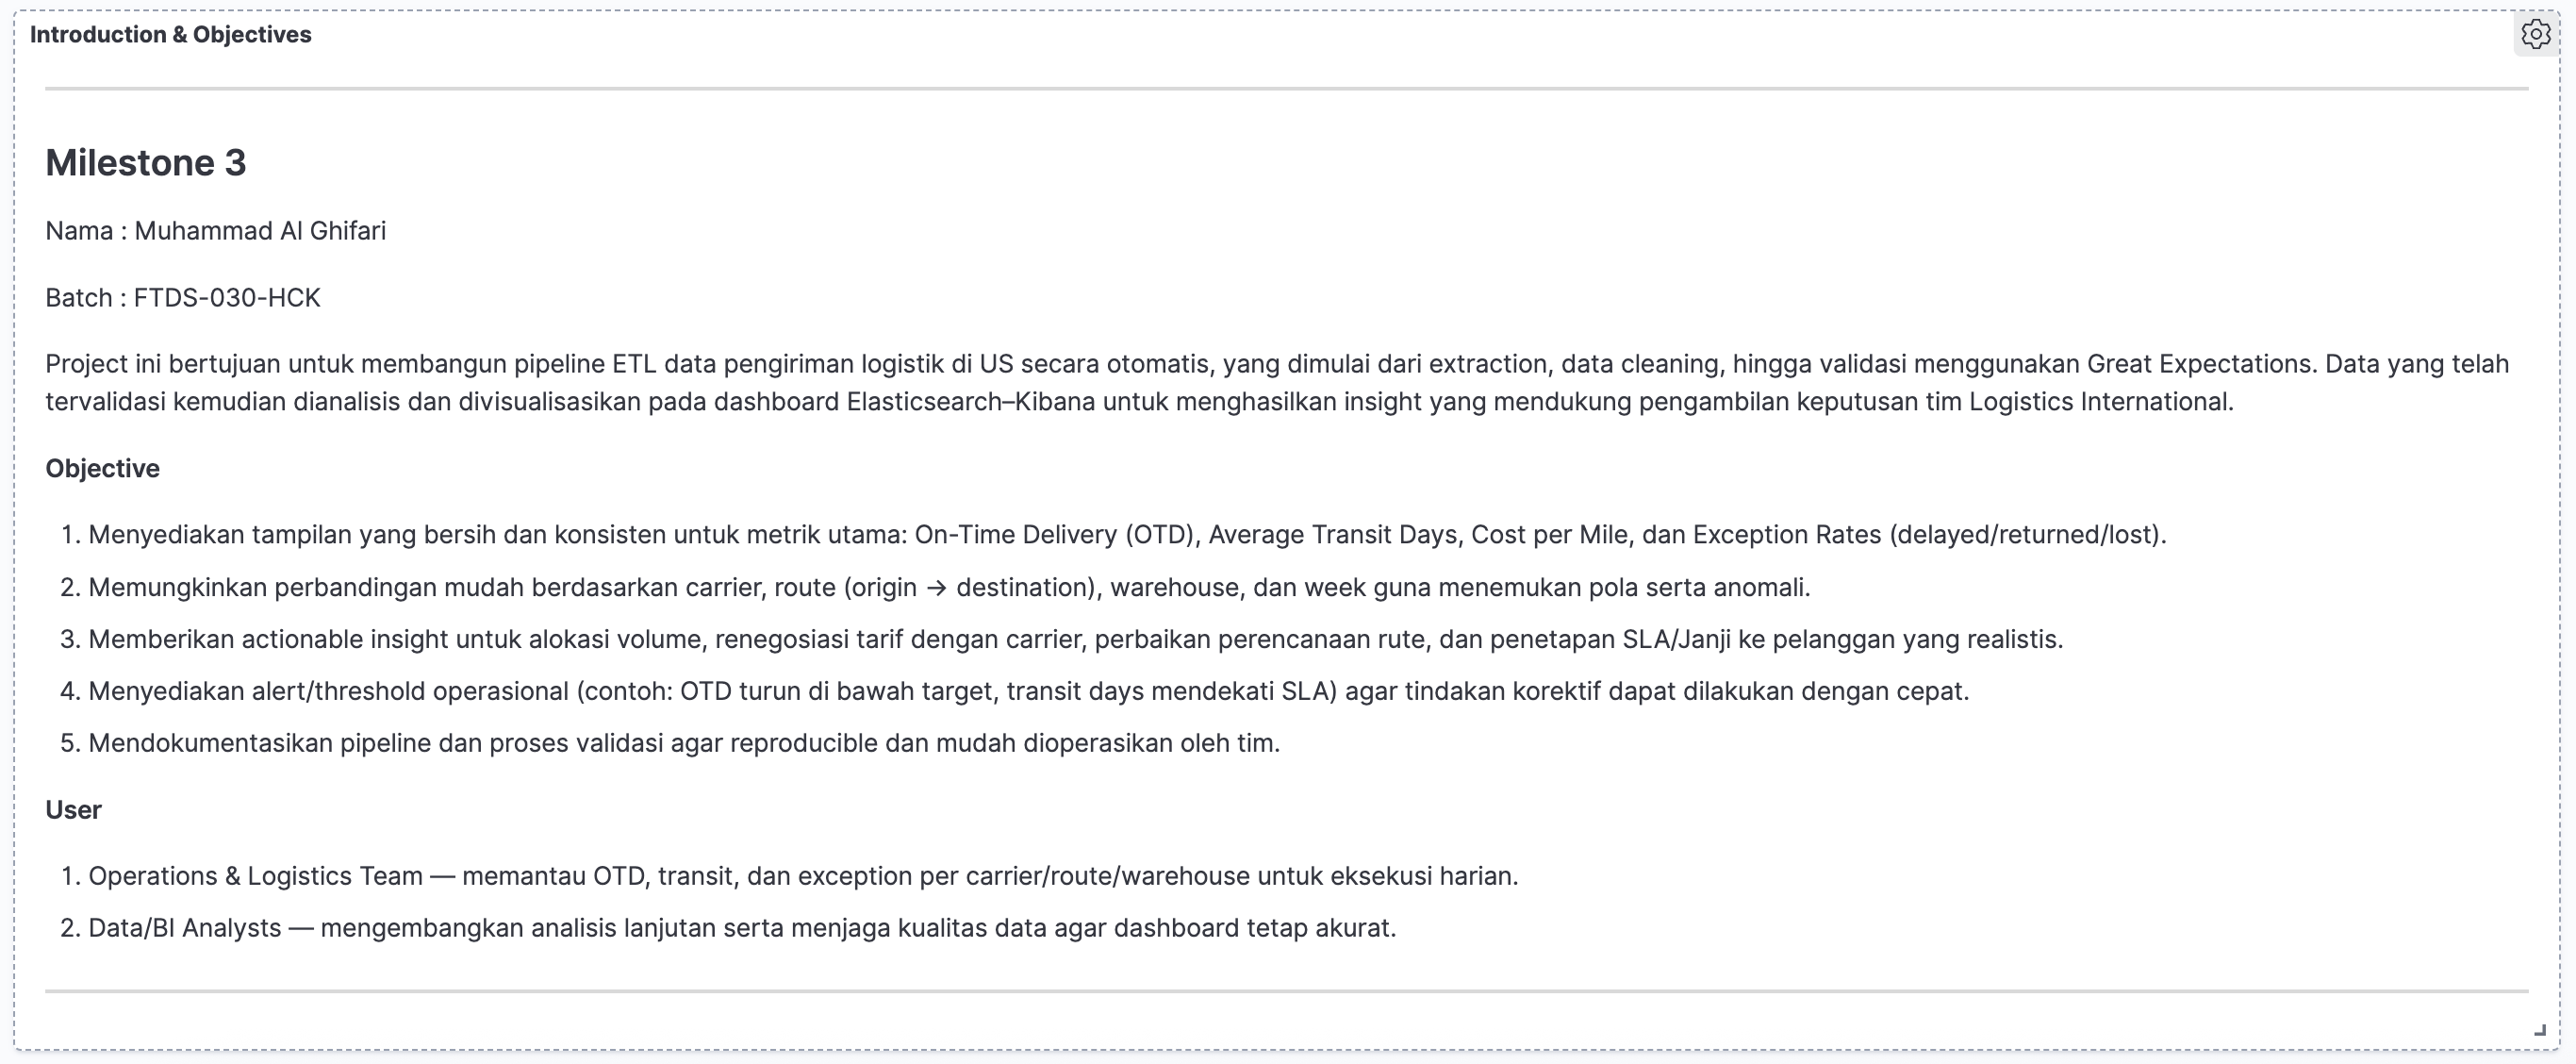 Introduction & Objectives
Milestone 3
Nama : Muhammad Al Ghifari
Batch : FTDS-030-HCK
Project ini bertujuan untuk membangun pipeline ETL data pengiriman logistik di US secara otomatis, yang dimulai dari extraction, data cleaning, hingga validasi menggunakan Great Expectations. Data yang telah
tervalidasi kemudian dianalisis dan divisualisasikan pada dashboard Elasticsearch–Kibana untuk menghasilkan insight yang mendukung pengambilan keputusan tim Logistics International.
Objective
1. Menyediakan tampilan yang bersih dan konsisten untuk metrik utama: On-Time Delivery (OTD), Average Transit Days, Cost per Mile, dan Exception Rates (delayed/returned/lost).
2. Memungkinkan perbandingan mudah berdasarkan carrier, route (origin → destination), warehouse, dan week guna menemukan pola serta anomali.
3. Memberikan actionable insight untuk alokasi volume, renegosiasi tarif dengan carrier, perbaikan perencanaan rute, dan penetapan SLA/Janji ke pelanggan yang realistis.
4. Menyediakan alert/threshold operasional (contoh: OTD turun di bawah target, transit days mendekati SLA) agar tindakan korektif dapat dilakukan dengan cepat.
5. Mendokumentasikan pipeline dan proses validasi agar reproducible dan mudah dioperasikan oleh tim.
User
1. Operations & Logistics Team — memantau OTD, transit, dan exception per carrier/route/warehouse untuk eksekusi harian.
2. Data/BI Analysts — mengembangkan analisis lanjutan serta menjaga kualitas data agar dashboard tetap akurat.